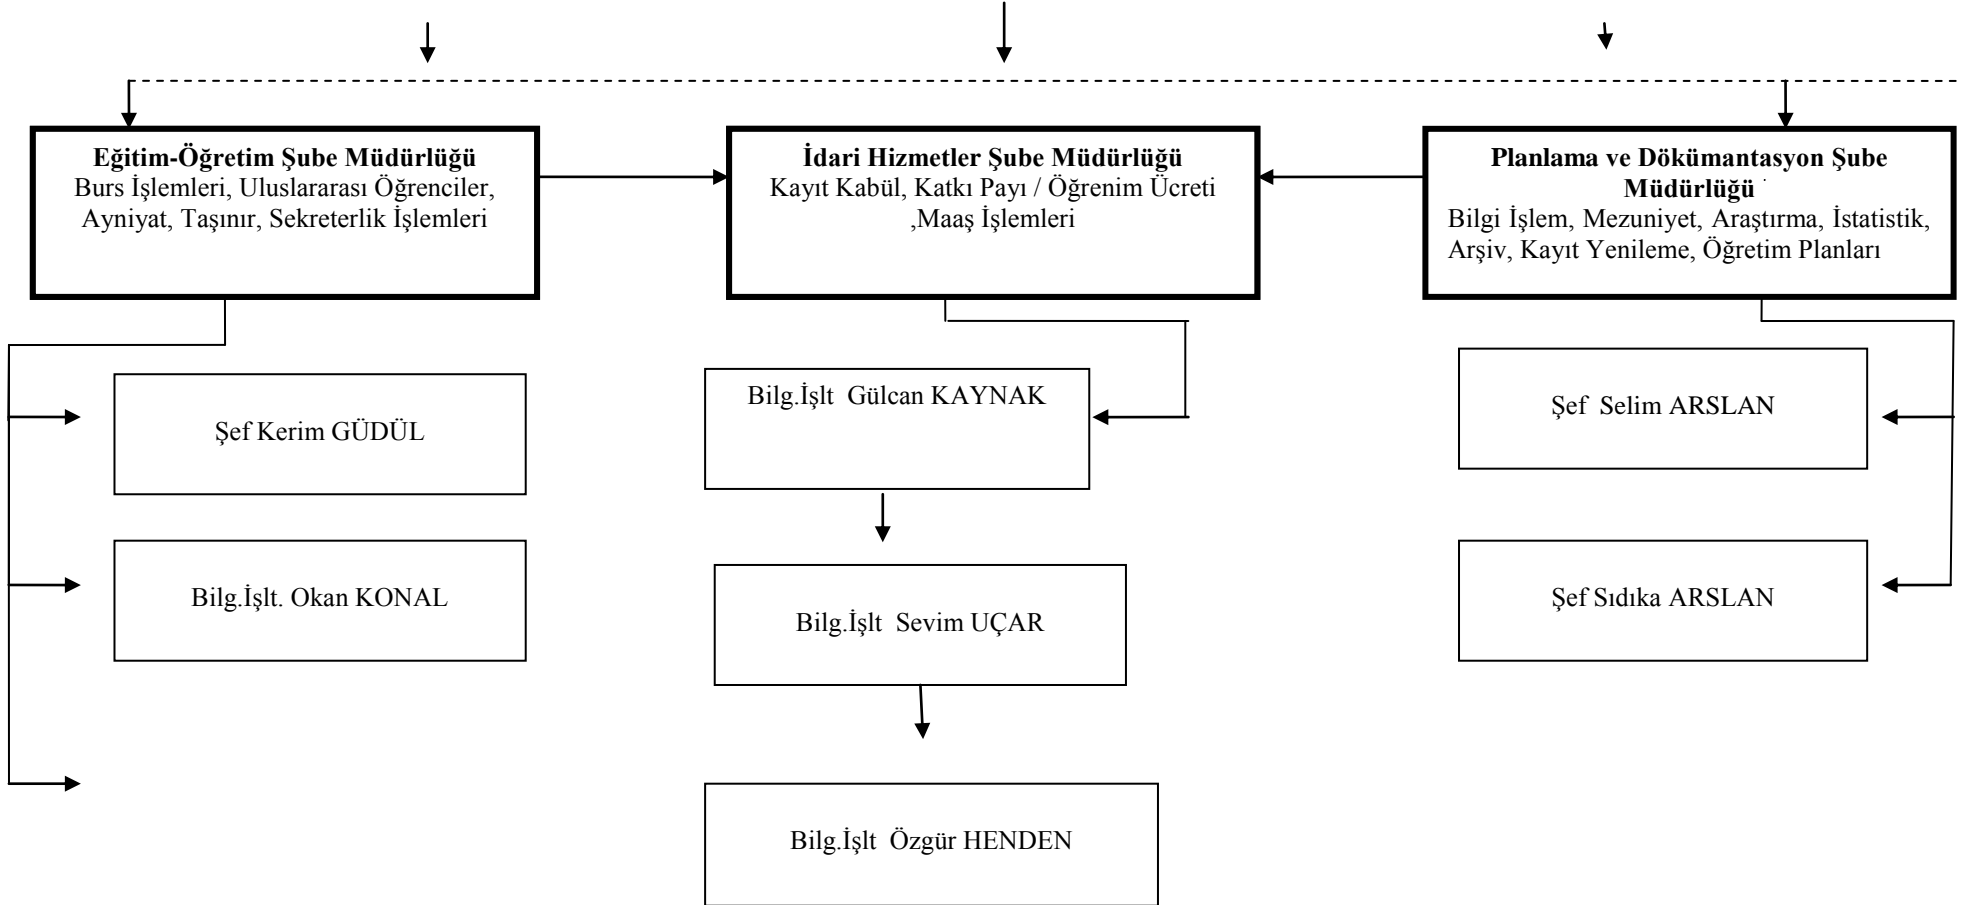 Eğitim-Öğretim Şube Müdürlüğü
Burs İşlemleri, Uluslararası Öğrenciler,
Ayniyat, Taşınır, Sekreterlik İşlemleri
İdari Hizmetler Şube Müdürlüğü
Kayıt Kabül, Katkı Payı / Öğrenim Ücreti
,Maaş İşlemleri
Planlama ve Dökümantasyon Şube
Müdürlüğü
Bilgi İşlem, Mezuniyet, Araştırma, İstatistik,
Arşiv, Kayıt Yenileme, Öğretim Planları
Şef Kerim GÜDÜL
Bilg.İşlt. Okan KONAL
Bilg.İşlt  Gülcan KAYNAK
Bilg.İşlt  Sevim UÇAR
Bilg.İşlt  Özgür HENDEN
Şef  Selim ARSLAN
Şef Sıdıka ARSLAN